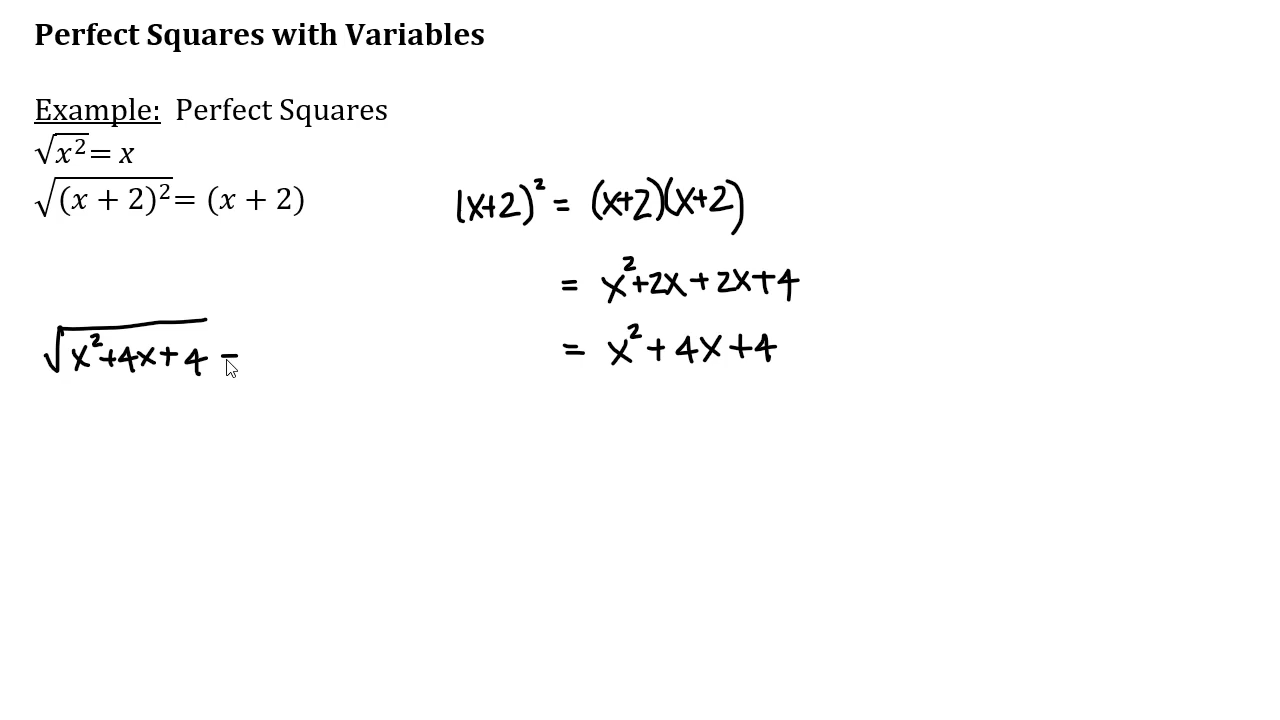 Perfect Squares with Variables
Example: Perfect Squares
√x² = x
√(x + 2)² = (x + 2)
(x+2)² = (x+2)(x+2)
= x²+2x + 2x+4
= x² + 4x +4
√x²+4x+4 =